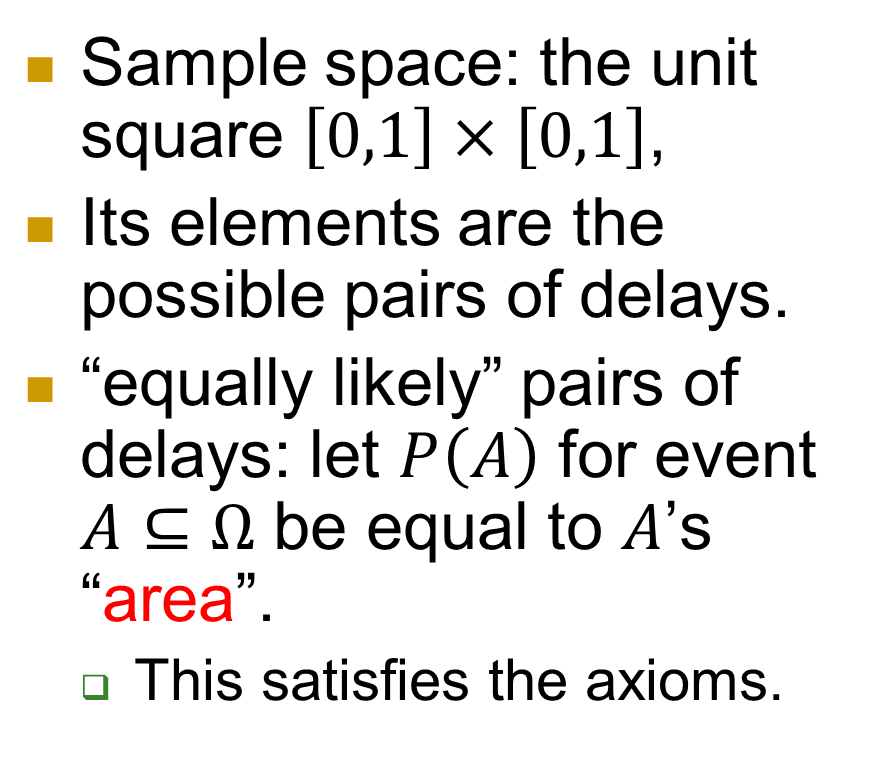 Sample space: the unit
square [0,1] × [0,1],
Its elements are the
possible pairs of delays.
“equally likely” pairs of
delays: let 𝑃(𝐴) for event
𝐴 ⊆ Ω be equal to 𝐴’s
“area”.
This satisfies the axioms.